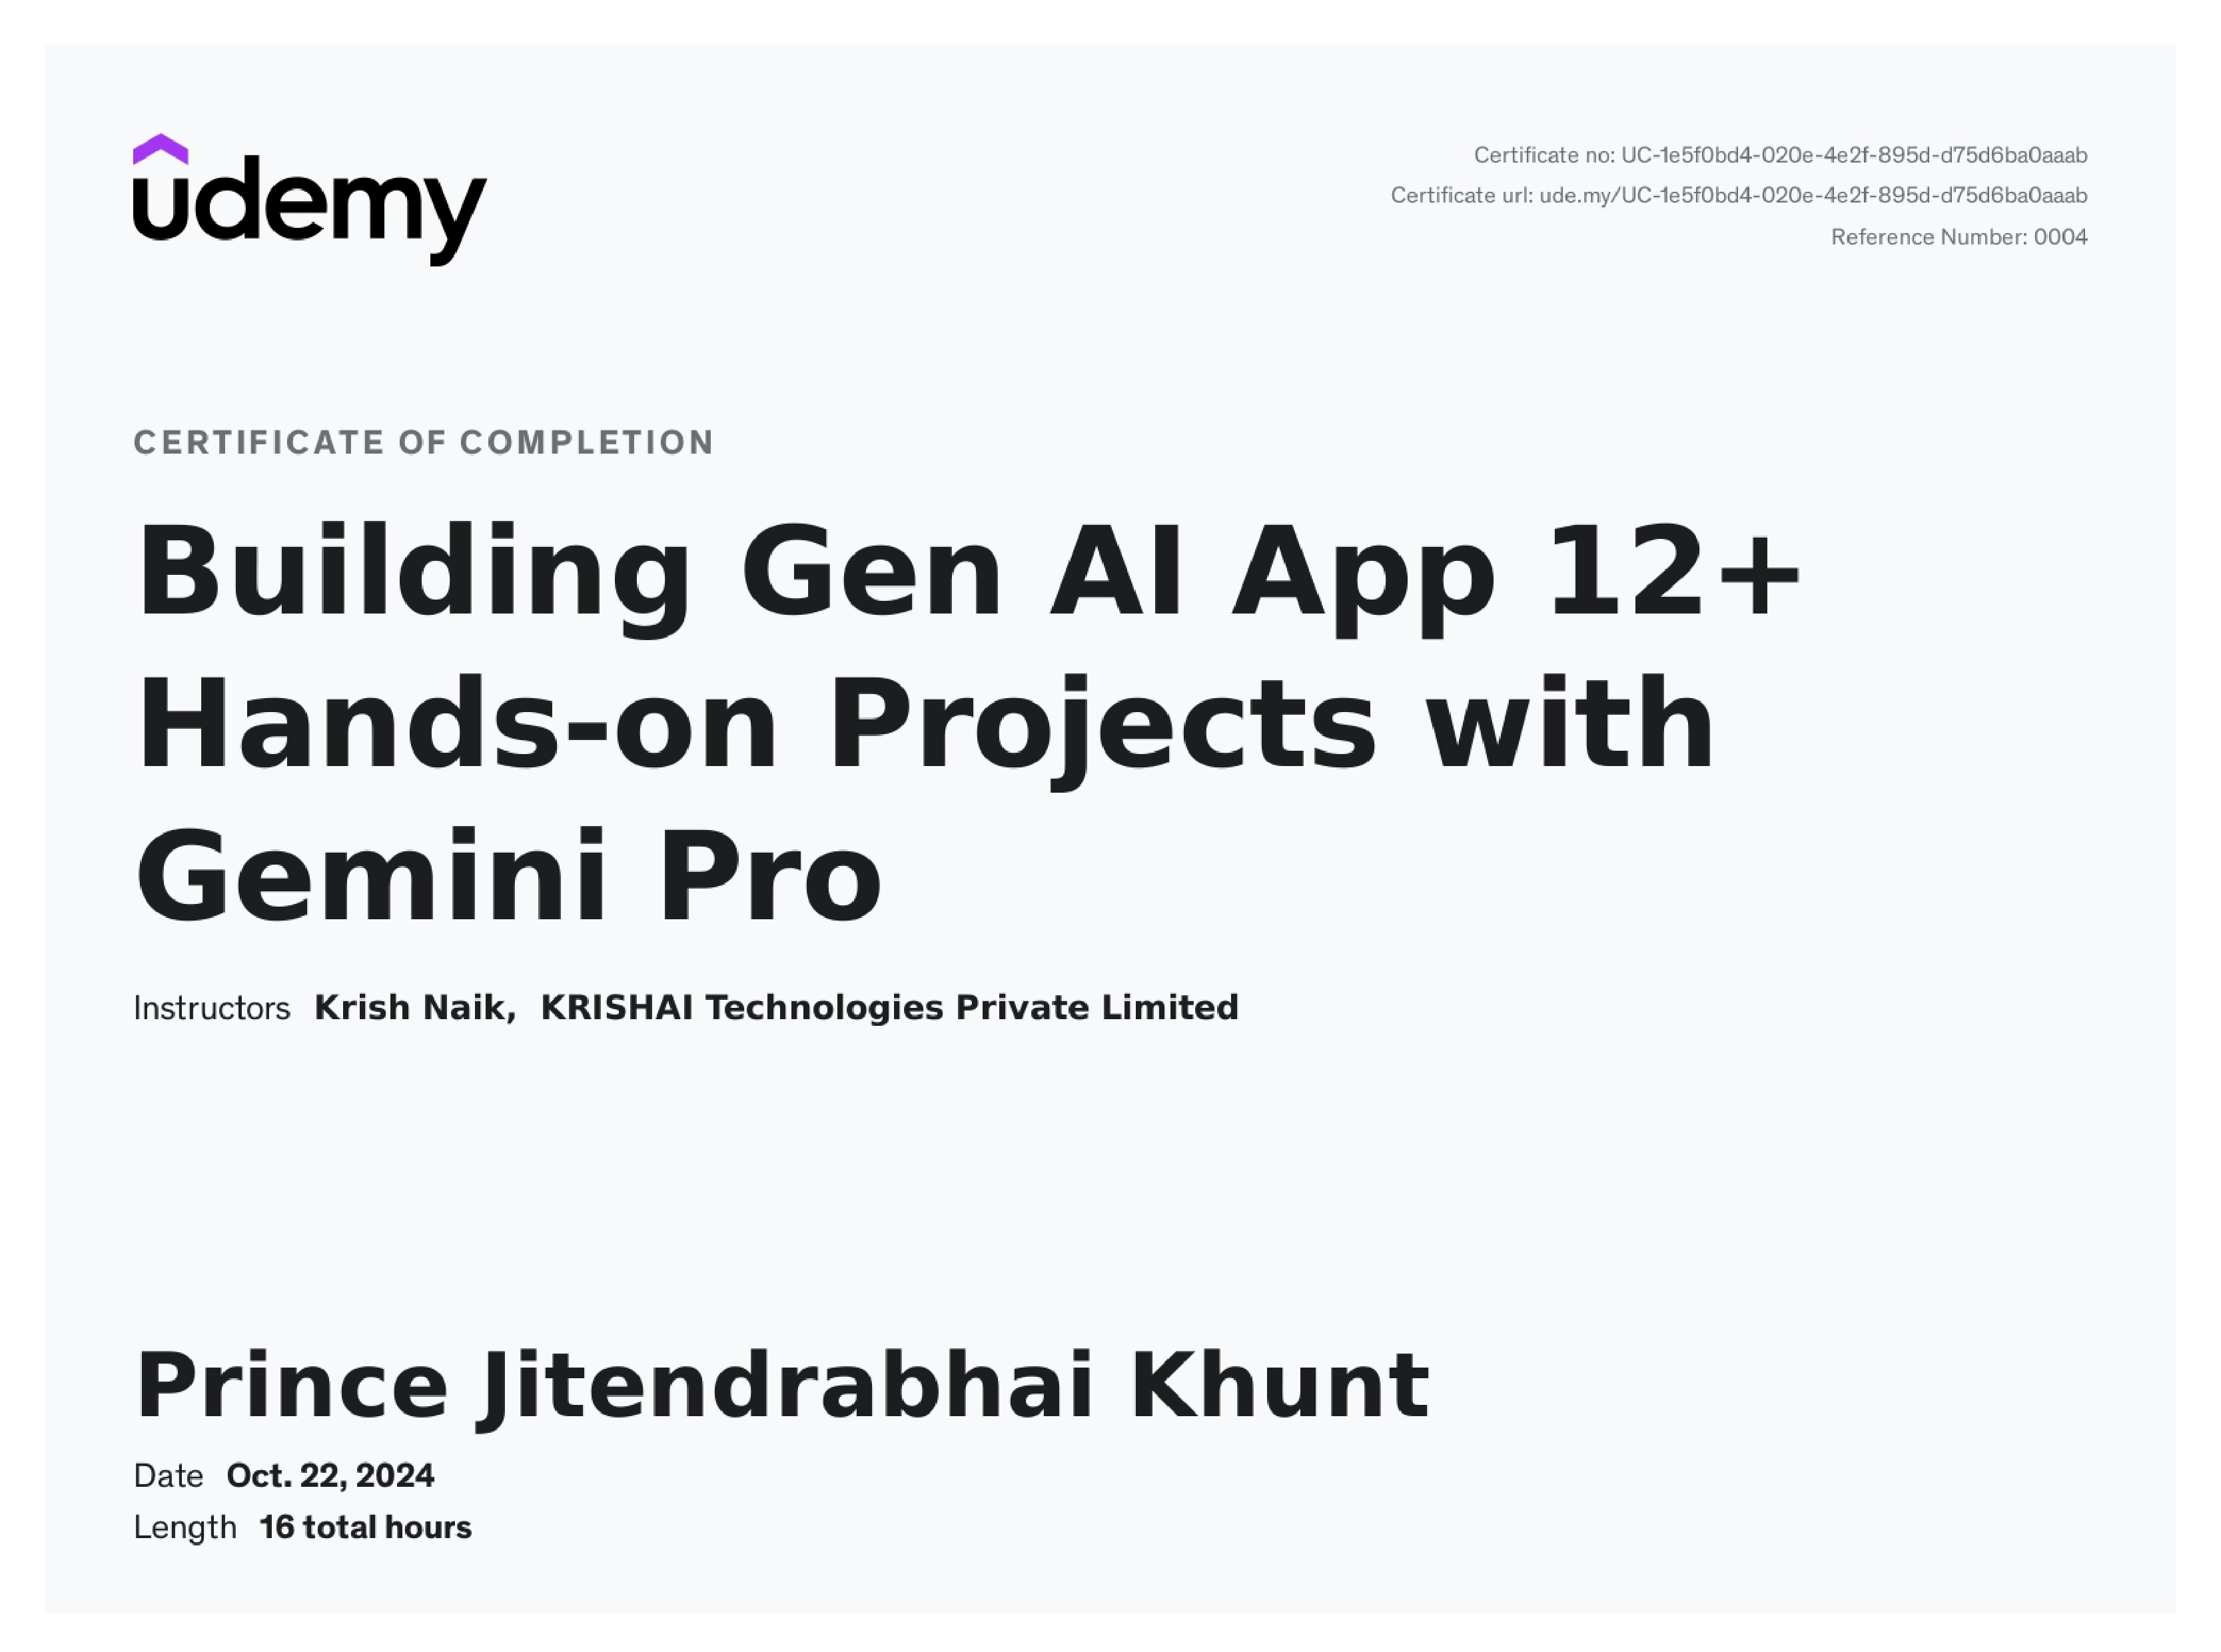 udemy
Certificate no: UC-1e5f0bd4-020e-4e2f-895d-d75d6ba0aaab
Certificate url: ude.my/UC-1e5f0bd4-020e-4e2f-895d-d75d6ba0aaab
Reference Number: 0004
CERTIFICATE OF COMPLETION
Building Gen AI App 12+
Hands-on Projects with
Gemini Pro
Instructors Krish Naik, KRISHAI Technologies Private Limited
Prince Jitendrabhai Khunt
Date Oct. 22, 2024
Length 16 total hours